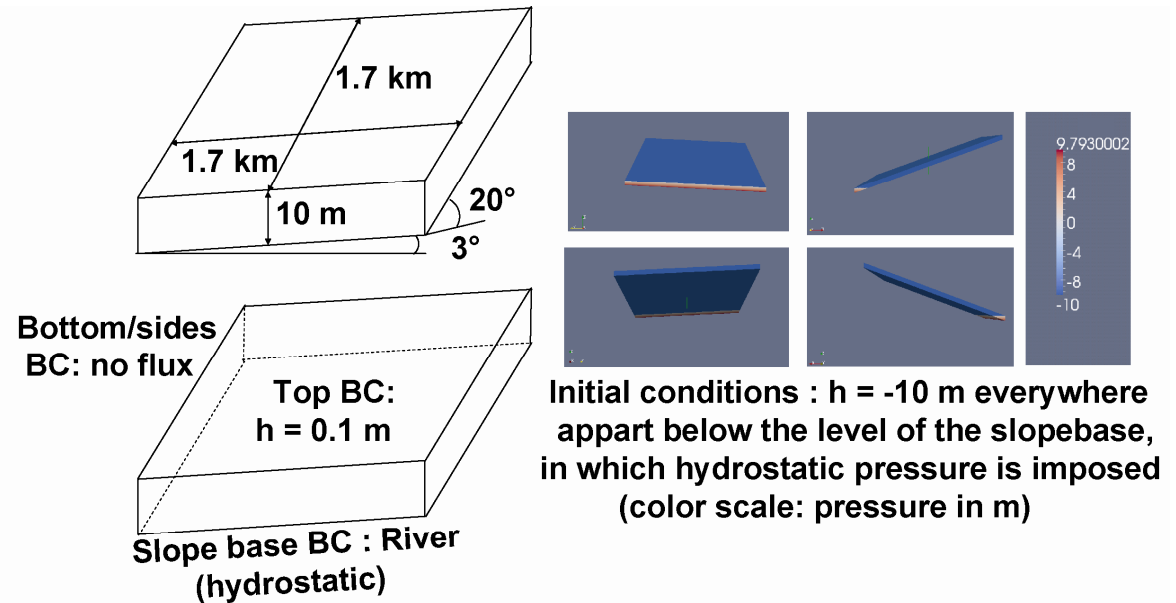 1.7 km
1.7 km
10 m
20°
3°
Bottom/sides
BC: no flux
Top BC:
h = 0.1 m
Slope base BC : River
(hydrostatic)
9.7930002
8
4
0
-4
-8
-10
Initial conditions : h = -10 m everywhere
appart below the level of the slopebase,
in which hydrostatic pressure is imposed
(color scale: pressure in m)